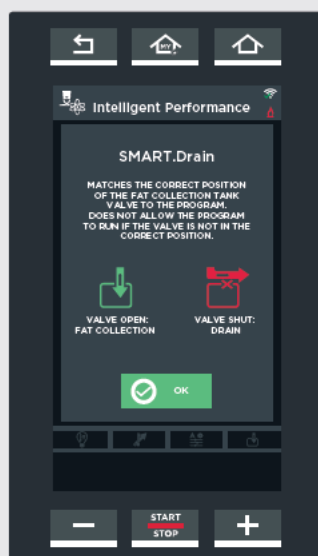 MY
Intelligent Performance
SMART.Drain
MATCHES THE CORRECT POSITION
OF THE FAT COLLECTION TANK
VALVE TO THE PROGRAM.
DOES NOT ALLOW THE PROGRAM
TO RUN IF THE VALVE IS NOT IN THE
CORRECT POSITION.
VALVE OPEN:
FAT COLLECTION
VALVE SHUT:
DRAIN
OK
START
STOP